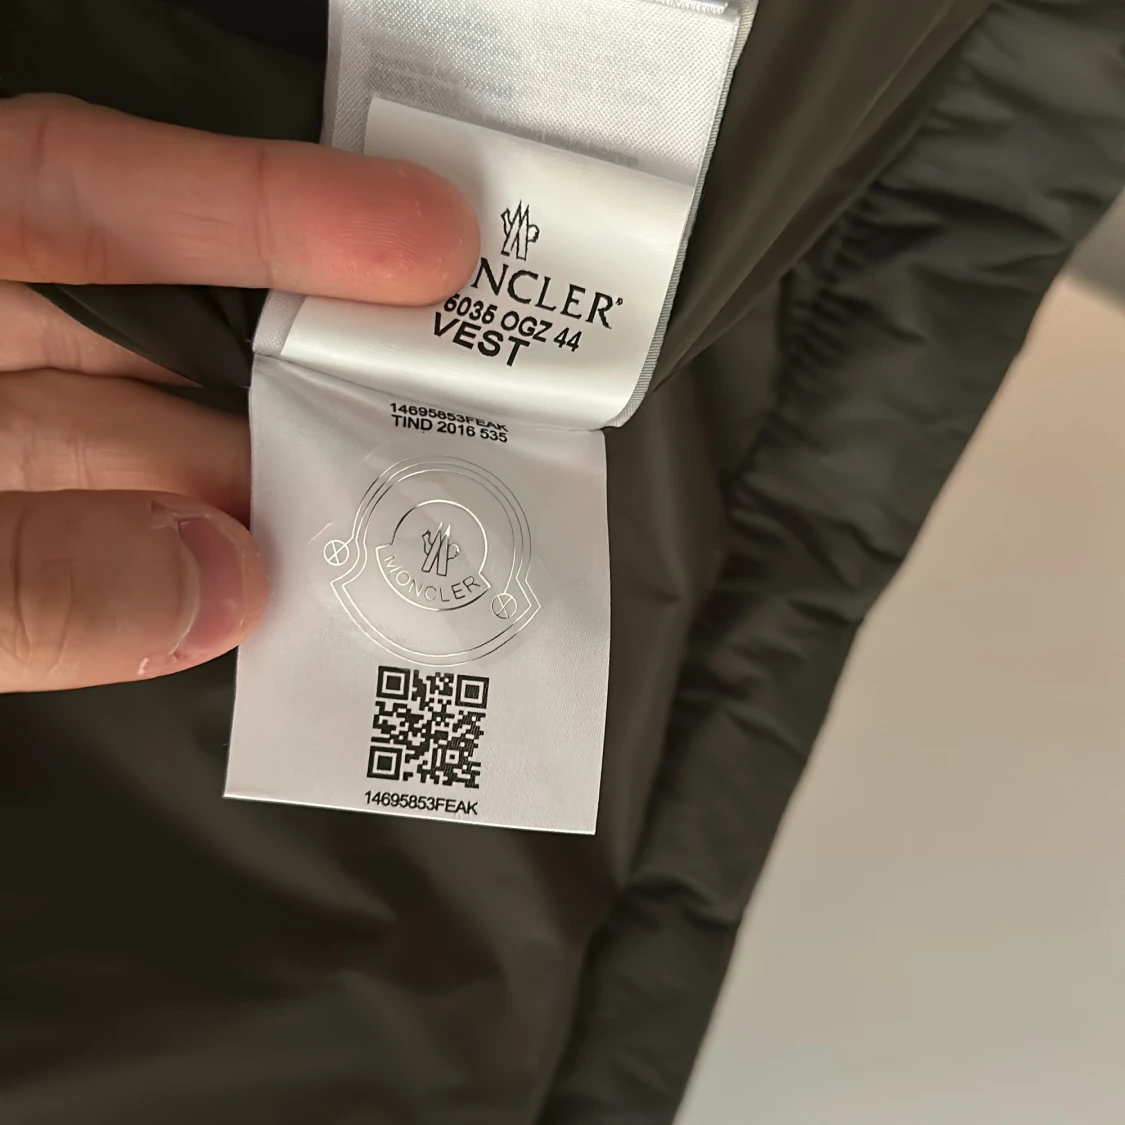 NCLER
6035 OGZ 44
VEST
14695853FEAK
TIND 2016 535
MONCLER
14695853FEAK